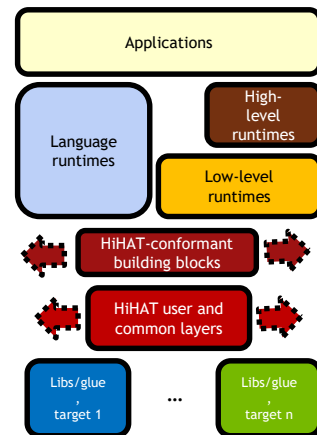 Applications
High-
level
runtimes
Language
runtimes
Low-level
runtimes
HiHAT-conformant
building blocks
HiHAT user and
common layers
Libs/glue
,
target 1
...
Libs/glue
,
target n